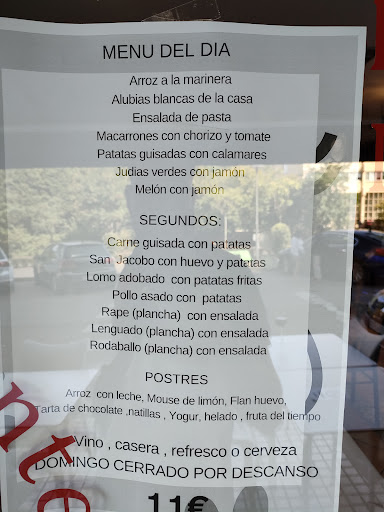 MENU DEL DIA
Arroz a la marinera
Alubias blancas de la casa
Ensalada de pasta
Macarrones con chorizo y tomate
Patatas guisadas con calamares
Judias verdes con jamón
Melón con jamón
SEGUNDOS:
Carne guisada con patatas
San Jacobo con huevo y patatas
Lomo adobado con patatas fritas
Pollo asado con patatas
Rape (plancha) con ensalada
Lenguado (plancha) con ensalada
Rodaballo (plancha) con ensalada
POSTRES
Arroz con leche, Mouse de limón, Flan huevo,
Tarta de chocolate ,natillas , Yogur, helado , fruta del tiempo
Vino , casera , refresco o cerveza
DOMINGO CERRADO POR DESCANSO
11€